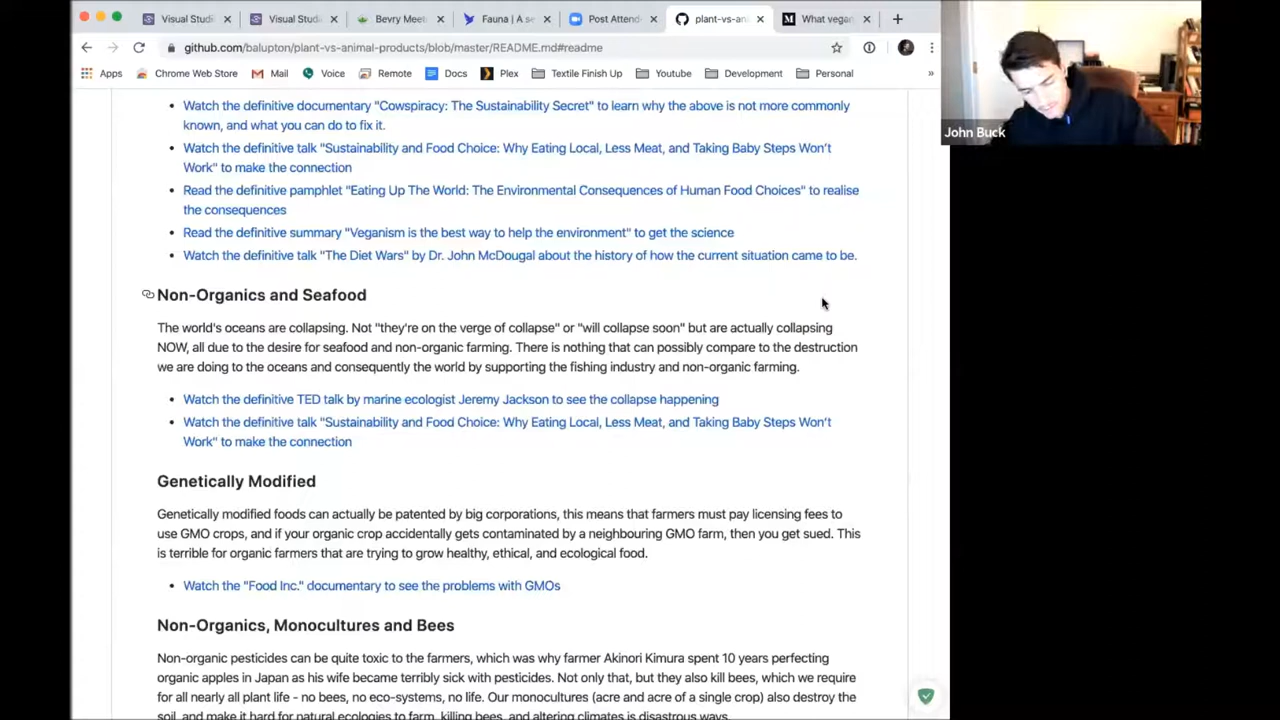 Visual Studi
Visual Studi
Bevry Meet
Fauna | A se
Post Attend
plant-vs-ani
What vegan
github.com/balupton/plant-vs-animal-products/blob/master/README.md#readme
Apps
Chrome Web Store
Mail
Voice
Remote
Docs
Plex
Textile Finish Up
Youtube
Development
Personal
»
John Buck
• Watch the definitive documentary "Cowspiracy: The Sustainability Secret" to learn why the above is not more commonly
known, and what you can do to fix it.
• Watch the definitive talk "Sustainability and Food Choice: Why Eating Local, Less Meat, and Taking Baby Steps Won't
Work" to make the connection
• Read the definitive pamphlet "Eating Up The World: The Environmental Consequences of Human Food Choices" to realise
the consequences
• Read the definitive summary "Veganism is the best way to help the environment" to get the science
• Watch the definitive talk "The Diet Wars" by Dr. John McDougal about the history of how the current situation came to be.
Non-Organics and Seafood
The world's oceans are collapsing. Not "they're on the verge of collapse" or "will collapse soon" but are actually collapsing
NOW, all due to the desire for seafood and non-organic farming. There is nothing that can possibly compare to the destruction
we are doing to the oceans and consequently the world by supporting the fishing industry and non-organic farming.
• Watch the definitive TED talk by marine ecologist Jeremy Jackson to see the collapse happening
• Watch the definitive talk "Sustainability and Food Choice: Why Eating Local, Less Meat, and Taking Baby Steps Won't
Work" to make the connection
Genetically Modified
Genetically modified foods can actually be patented by big corporations, this means that farmers must pay licensing fees to
use GMO crops, and if your organic crop accidentally gets contaminated by a neighbouring GMO farm, then you get sued. This
is terrible for organic farmers that are trying to grow healthy, ethical, and ecological food.
• Watch the "Food Inc." documentary to see the problems with GMOs
Non-Organics, Monocultures and Bees
Non-organic pesticides can be quite toxic to the farmers, which was why farmer Akinori Kimura spent 10 years perfecting
organic apples in Japan as his wife became terribly sick with pesticides. Not only that, but they also kill bees, which we require
for all nearly all plant life - no bees, no eco-systems, no life. Our monocultures (acre and acre of a single crop) also destroy the
soil, and make it hard for natural ecologies to farm, killing bees, and altering climates is disastrous ways.